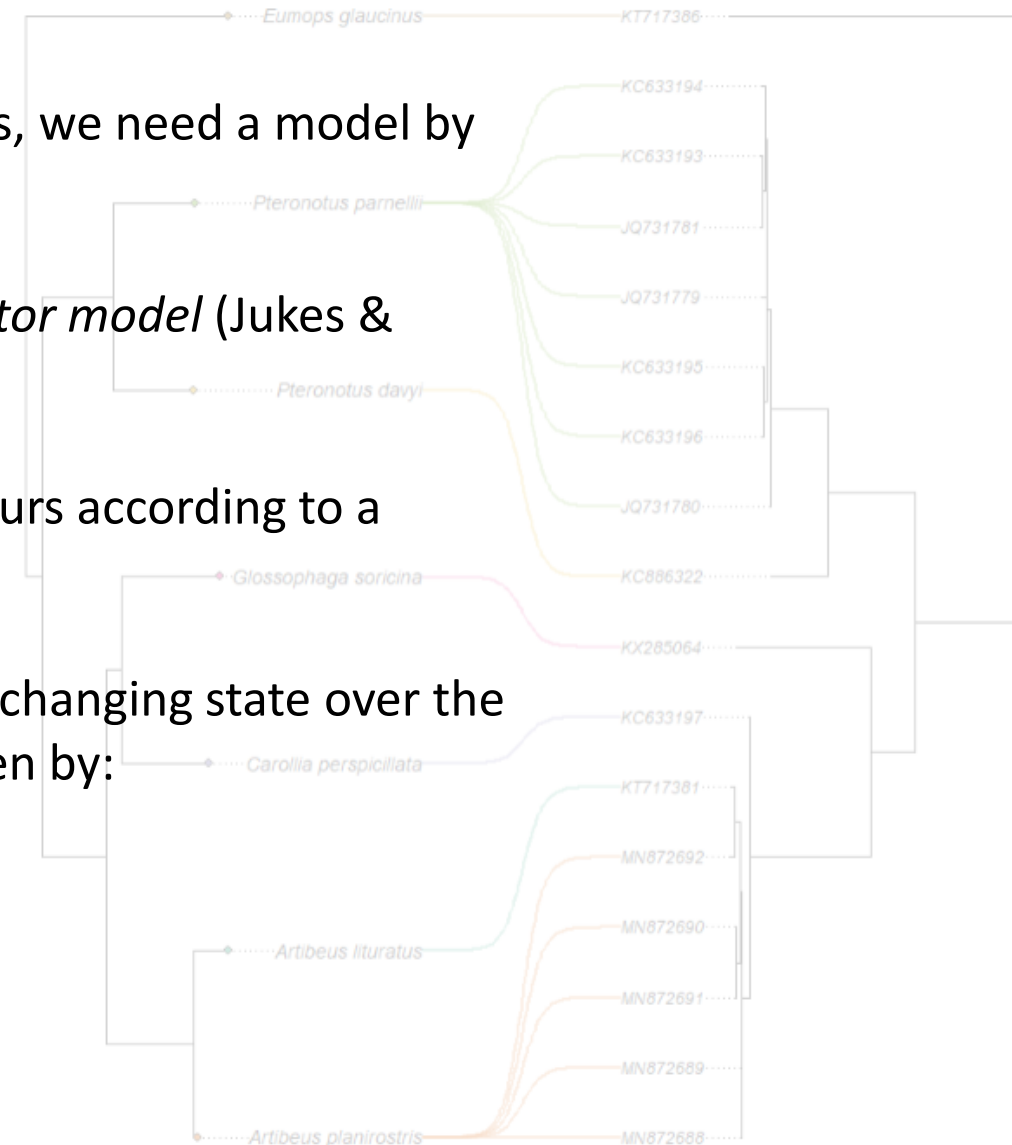 Eumops glaucinus KT717386
KC633194
s, we need a model by
KC633193
Pteronotus parnellii
JQ731781
JQ731779
tor model (Jukes &
KC633195
Pteronotus davyi
KC633196
urs according to a
JQ731780
Glossophaga soricina KC886322
KX285064
changing state over the
KC633197
en by:
Carollia perspicillata
KT717381
MN872692
MN872690
Artibeus lituratus
MN872691
MN872689
Artibeus planirostris MN872688